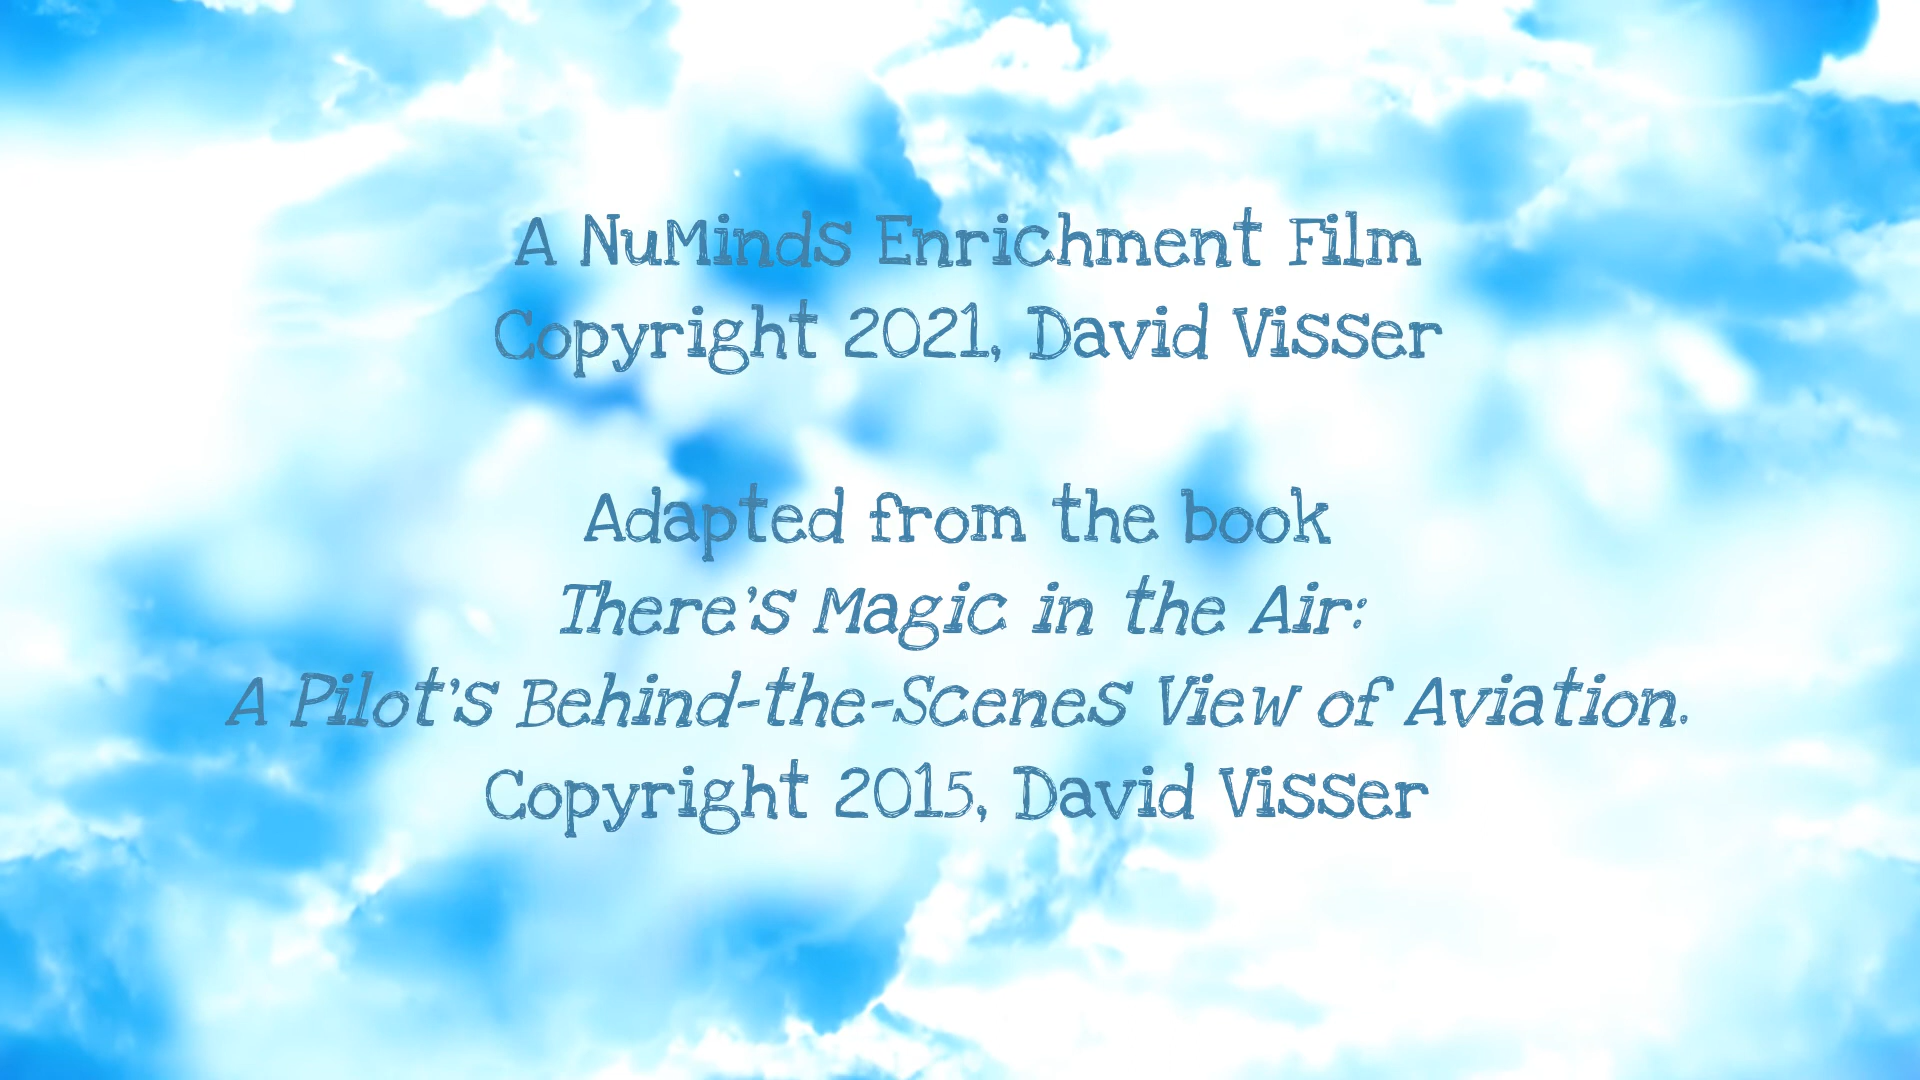 A NuMinds Enrichment Film
Copyright 2021, David Visser
Adapted from the book
There's Magic in the Air:
A Pilot's Behind-the-Scenes View of Aviation.
Copyright 2015, David Visser